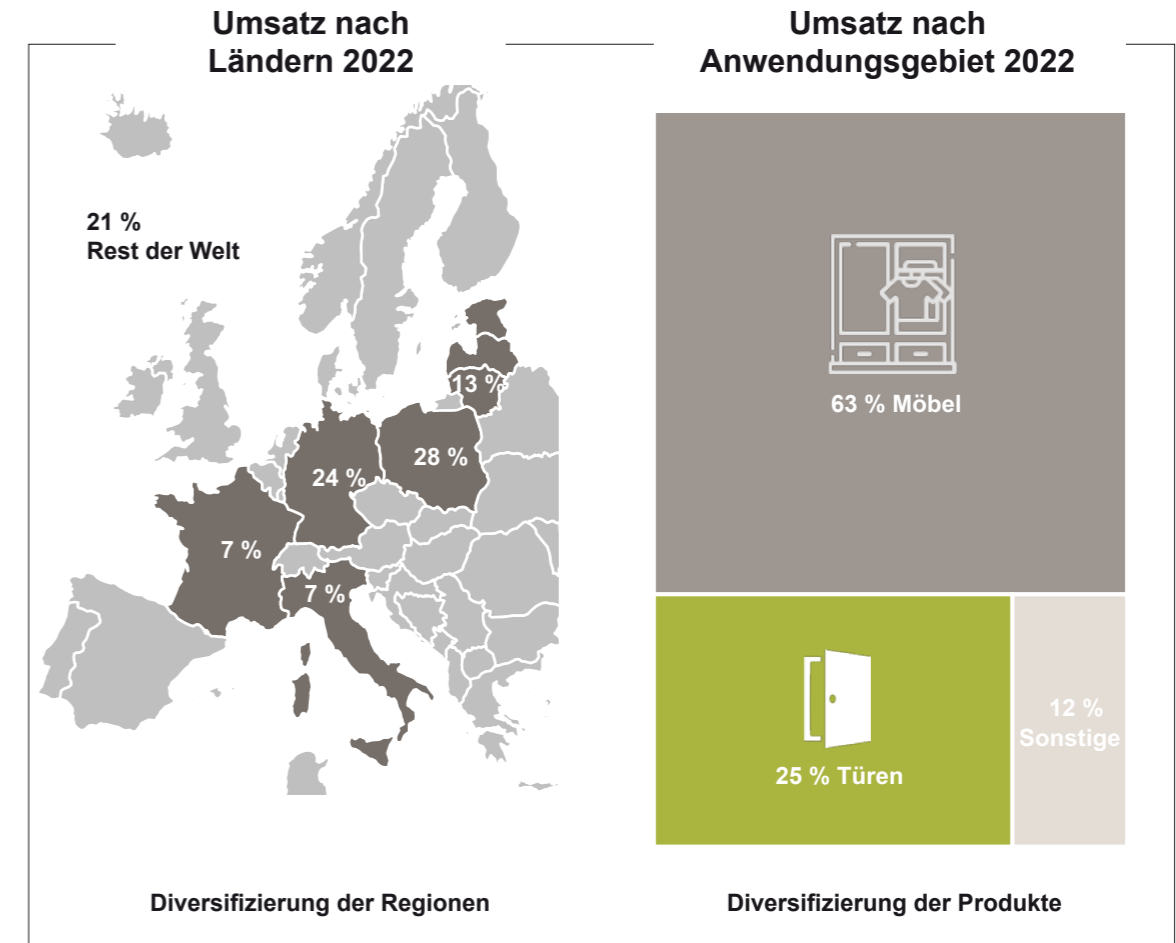 Umsatz nach
Ländern 2022
21 %
Rest der Welt
13 %
28 %
24 %
7 %
7 %
Diversifizierung der Regionen
Umsatz nach
Anwendungsgebiet 2022
63 % Möbel
25 % Türen
12 %
Sonstige
Diversifizierung der Produkte